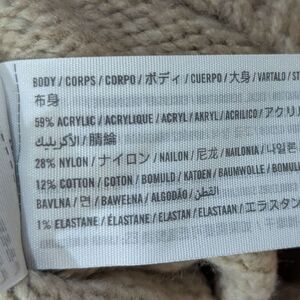 BODY / CORPS / CORPO / ボディ / CUERPO / 大身 / VARTALO /
布身
59% ACRYLIC / ACRYLIQUE / ACRYL / AKRYL / ACRILICO / アクリル
الأكريليك / 腈綸
28% NYLON / ナイロン / NAILON / 尼龙 / NAILONIA / 나일론
12% COTTON / COTON / BOMULD / KATOEN / BAUMWOLLE / BOMULL
BAVLNA / 면 / BAWEŁNA / ALGODÃO / القطن
1% ELASTANE / ÉLASTANE / ELASTAN / ELASTAAN / エラスタン